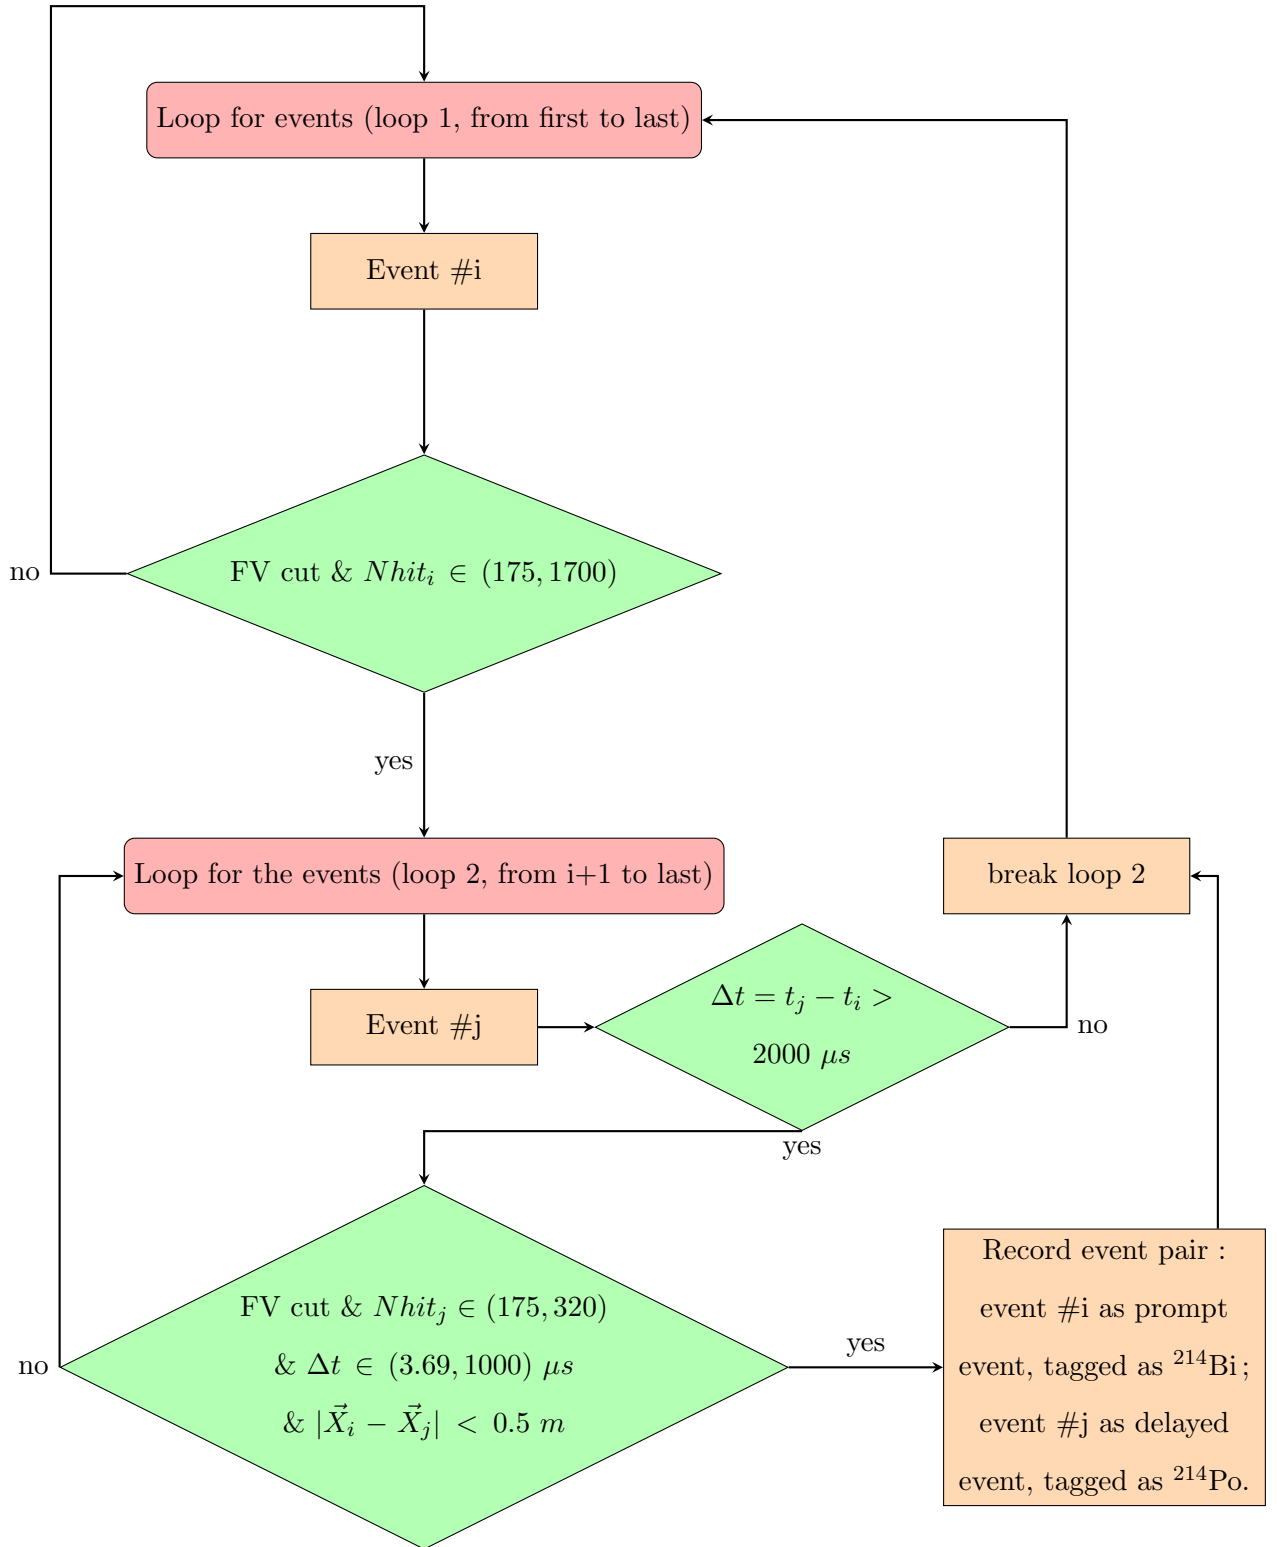 Loop for events (loop 1, from first to last)
Event #i
FV cut & $Nhit_i \in (175, 1700)$
no
yes
Loop for the events (loop 2, from i+1 to last)
break loop 2
Event #j
$\Delta t = t_j - t_i >$
$2000\ \mu s$
no
yes
FV cut & $Nhit_j \in (175, 320)$
& $\Delta t \in (3.69, 1000)\ \mu s$
& $|\vec{X}_i - \vec{X}_j| < 0.5\ m$
no
yes
Record event pair :
event #i as prompt
event, tagged as $^{214}$Bi ;
event #j as delayed
event, tagged as $^{214}$Po.